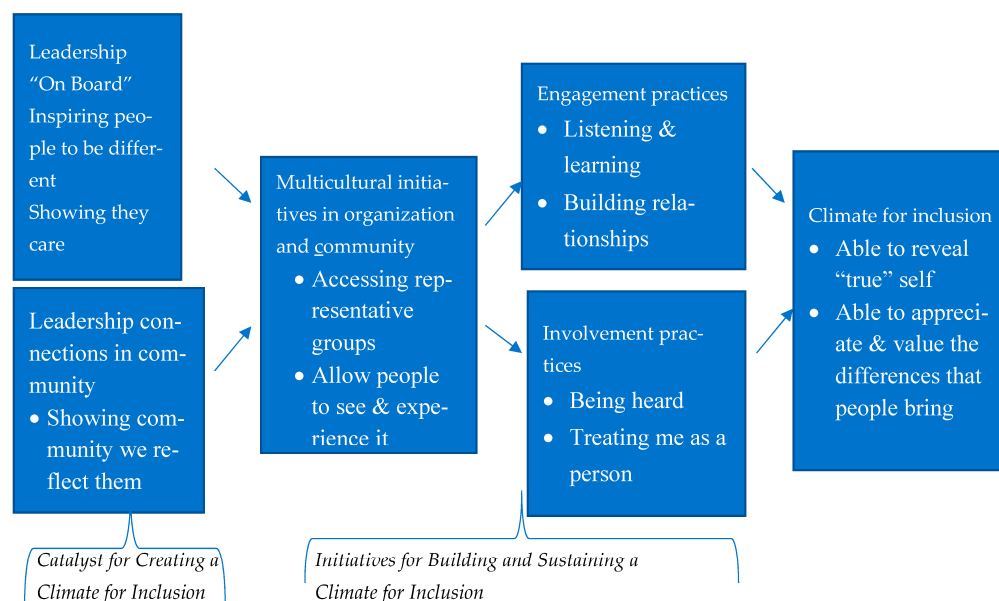 Leadership
“On Board”
Inspiring peo-
ple to be differ-
ent
Showing they
care
Leadership con-
nections in com-
munity
• Showing com-
munity we re-
flect them
Multicultural initia-
tives in organization
and community
• Accessing rep-
resentative
groups
• Allow people
to see & expe-
rience it
Engagement practices
• Listening &
learning
• Building rela-
tionships
Involvement prac-
tices
• Being heard
• Treating me as a
person
Climate for inclusion
• Able to reveal
“true” self
• Able to appreci-
ate & value the
differences that
people bring
Catalyst for Creating a
Climate for Inclusion
Initiatives for Building and Sustaining a
Climate for Inclusion